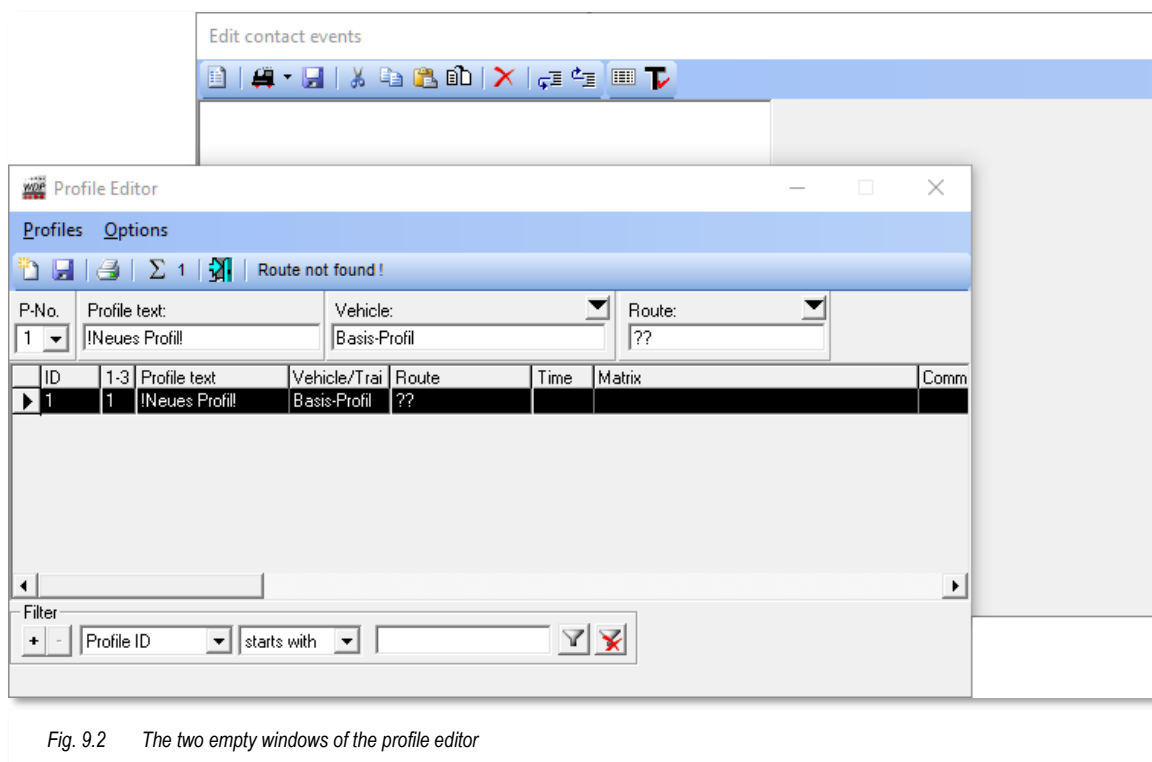 Edit contact events
WDP Profile Editor
Profiles Options
Σ 1 Route not found !
P-No. Profile text: Vehicle: Route:
1 !Neues Profil! Basis-Profil ??
ID 1-3 Profile text Vehicle/Trai Route Time Matrix Comm
1 1 !Neues Profil! Basis-Profil ??
Filter
+ - Profile ID starts with
Fig. 9.2 The two empty windows of the profile editor